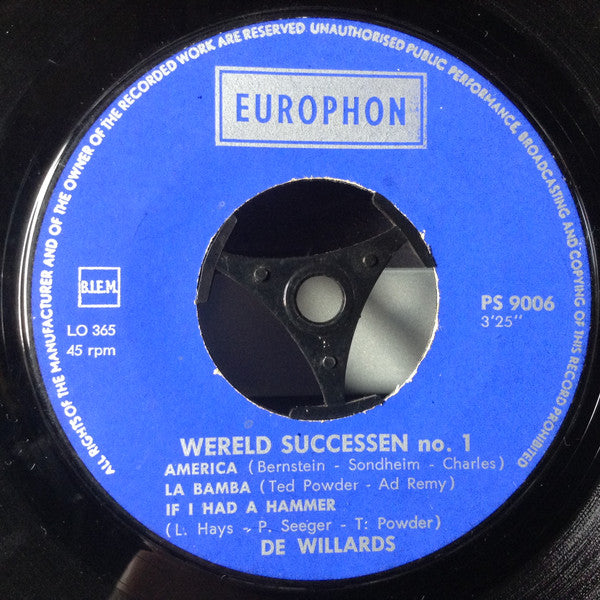 ALL RIGHTS OF THE MANUFACTURER AND OF THE OWNER OF THE RECORDED WORK ARE RESERVED UNAUTHORISED PUBLIC PERFORMANCE, BROADCASTING AND COPYING OF THIS RECORD PROHIBITED
EUROPHON
B.I.E.M.
LO 365
45 rpm
PS 9006
3'25"
WERELD SUCCESSEN no. 1
AMERICA (Bernstein - Sondheim - Charles)
LA BAMBA (Ted Powder - Ad Remy)
IF I HAD A HAMMER
(L. Hays - P. Seeger - T: Powder)
DE WILLARDS